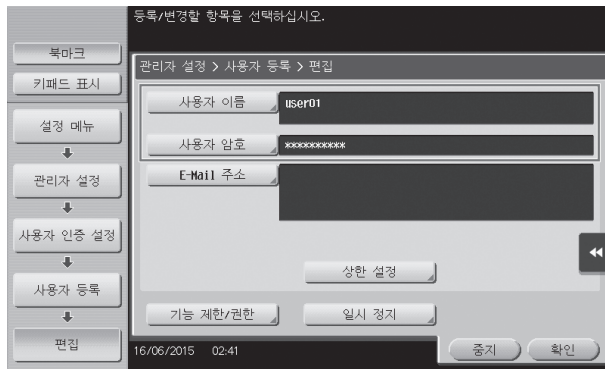 등록/변경할 항목을 선택하십시오.
북마크
키패드 표시
설정 메뉴
관리자 설정
사용자 인증 설정
사용자 등록
편집
관리자 설정 > 사용자 등록 > 편집
사용자 이름 user01
사용자 암호 **********
E-Mail 주소
상한 설정
기능 제한/권한 일시 정지
16/06/2015 02:41
중지 확인